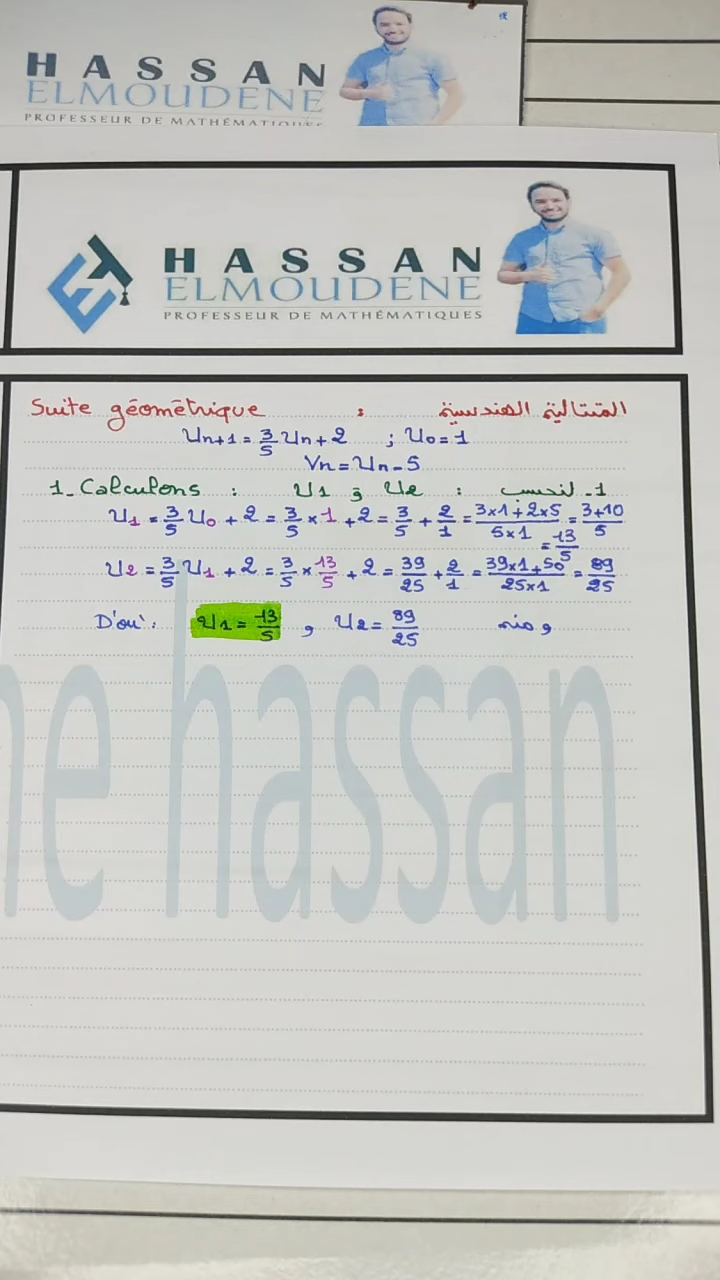 HASSAN
ELMOUDENE
PROFESSEUR DE MATHÉMATIQUES
HASSAN
ELMOUDENE
PROFESSEUR DE MATHÉMATIQUES
Suite géométrique : المتتالية الهندسية
Un+1 = 3/5 Un + 2 ; U0 = 1
Vn = Un - 5
1- Calculons : U1 و U2 : 1- لنحسب
U1 = 3/5 U0 + 2 = 3/5 × 1 + 2 = 3/5 + 2/1 = (3×1+2×5)/(5×1) = (3+10)/5
= 13/5
U2 = 3/5 U1 + 2 = 3/5 × 13/5 + 2 = 39/25 + 2/1 = (39×1+50)/(25×1) = 89/25
D'où : U1 = 13/5 , U2 = 89/25 ومنه
ne hassan